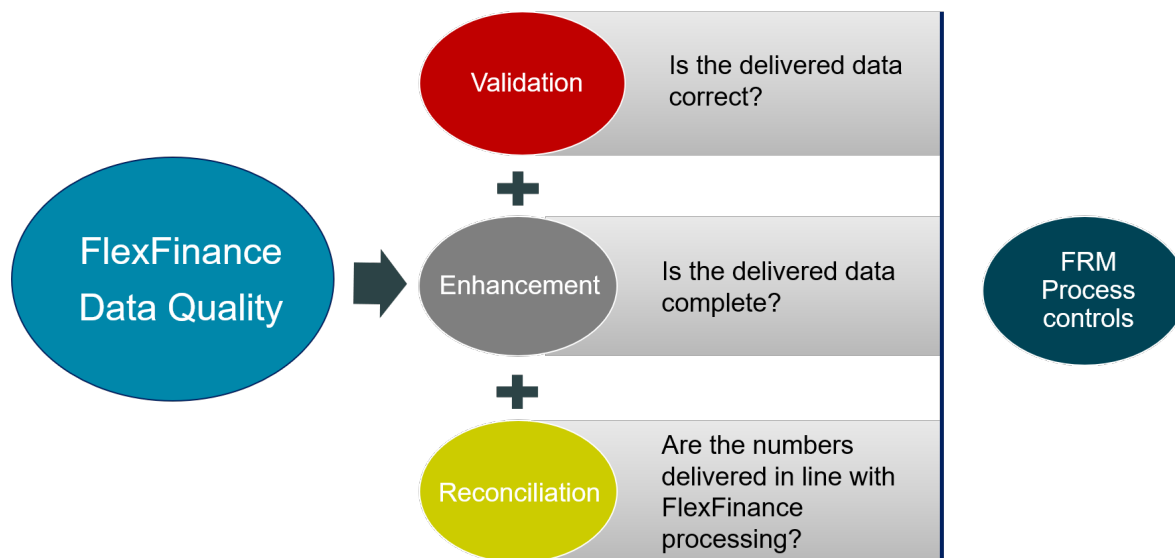 Validation
Is the delivered data
correct?
FlexFinance
Data Quality
Enhancement
Is the delivered data
complete?
FRM
Process
controls
Reconciliation
Are the numbers
delivered in line with
FlexFinance
processing?